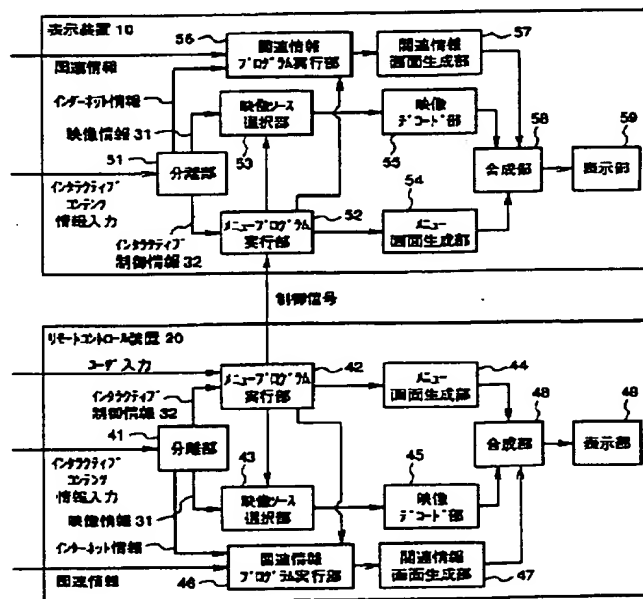 表示装置 10
56
関連情報
プログラム実行部
57
関連情報
画面生成部
関連情報
インターネット情報
映像情報 31
映像ソース
選択部
53
映像
デコード部
55
58
合成部
59
表示部
51
分離部
インタラクティブ
コンテンツ
情報入力
インタラクティブ
制御情報 32
メニュープログラム
実行部
52
54
メニュー
画面生成部
制御信号
リモートコントロール装置 20
ユーザ入力
42
メニュープログラム
実行部
44
メニュー
画面生成部
インタラクティブ
制御情報 32
41
分離部
48
合成部
表示部
インタラクティブ
コンテンツ
情報入力
43
映像ソース
選択部
45
映像
デコード部
映像情報 31
インターネット情報
関連情報
46
関連情報
プログラム実行部
関連情報
画面生成部
47